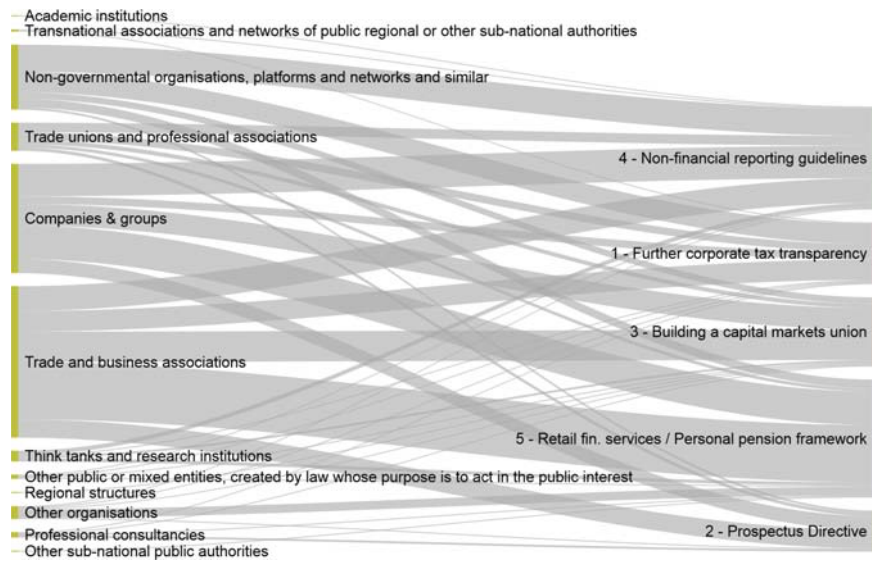 Academic institutions
Transnational associations and networks of public regional or other sub-national authorities
Non-governmental organisations, platforms and networks and similar
Trade unions and professional associations
4 - Non-financial reporting guidelines
Companies & groups
1 - Further corporate tax transparency
3 - Building a capital markets union
Trade and business associations
5 - Retail fin. services / Personal pension framework
Think tanks and research institutions
Other public or mixed entities, created by law whose purpose is to act in the public interest
Regional structures
Other organisations
2 - Prospectus Directive
Professional consultancies
Other sub-national public authorities